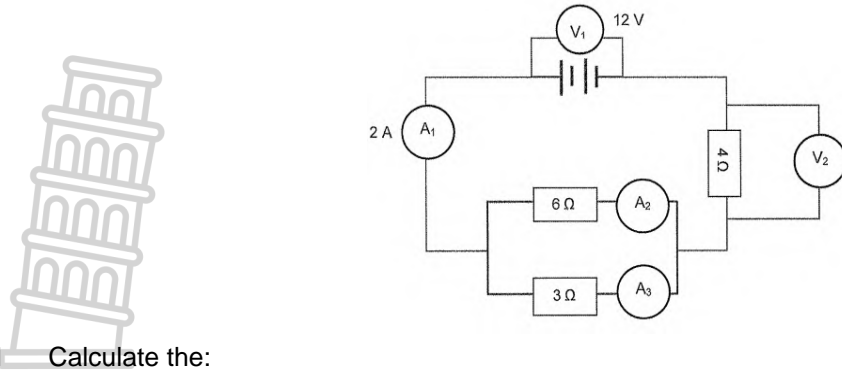 12 V
V₁
2 A
A₁
4 Ω
V₂
6 Ω
A₂
3 Ω
A₃
Calculate the: